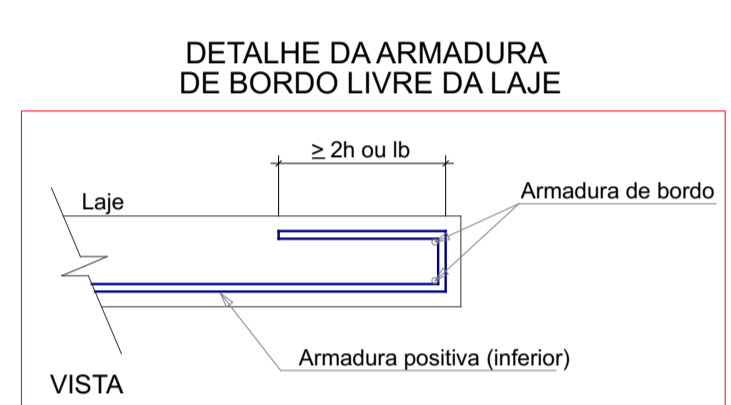 DETALHE DA ARMADURA
DE BORDO LIVRE DA LAJE
≥ 2h ou lb
Laje
Armadura de bordo
Armadura positiva (inferior)
VISTA